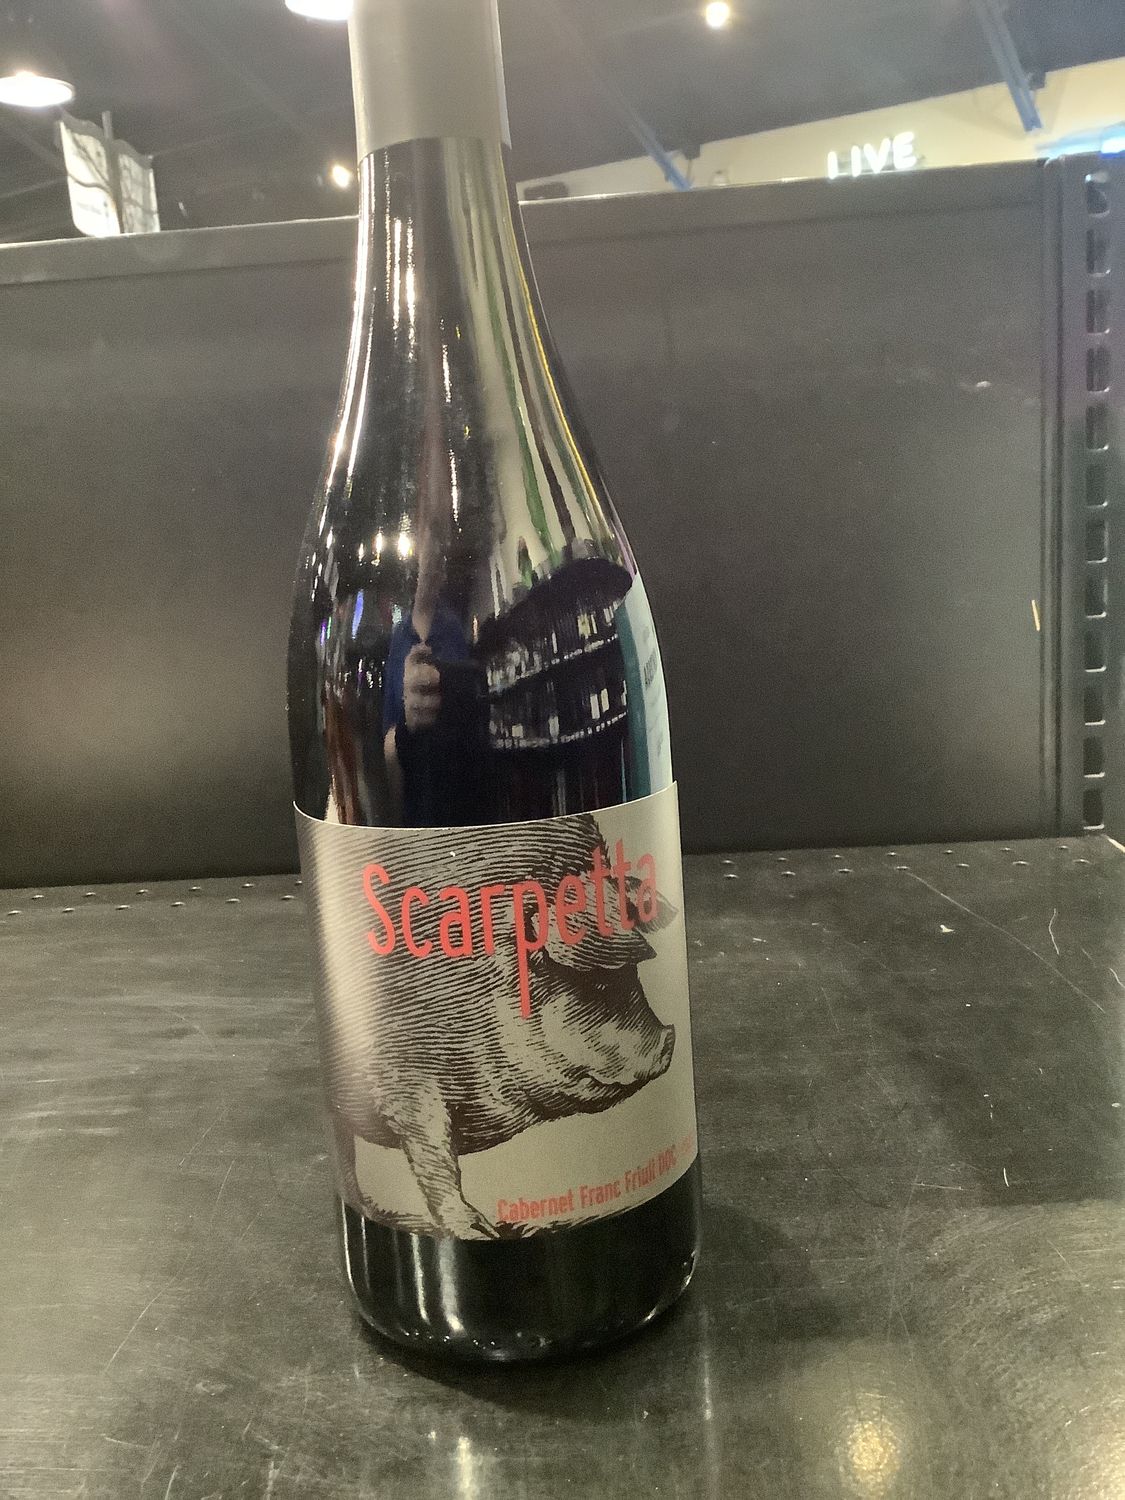 LIVE
Scarpetta
Cabernet Franc Friuli DOC